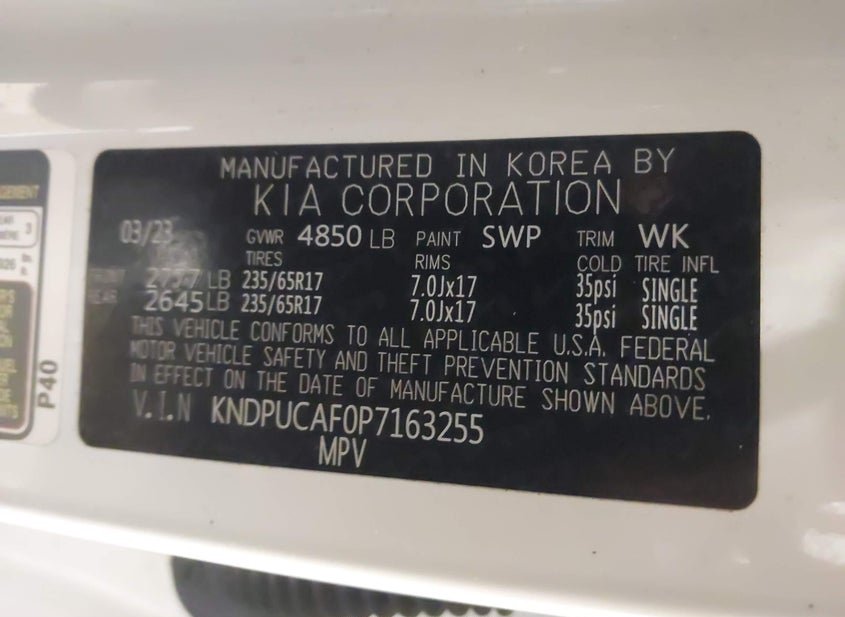 MANUFACTURED IN KOREA BY
KIA CORPORATION
03/23 GVWR 4850 LB PAINT SWP TRIM WK
TIRES RIMS COLD TIRE INFL
LB 235/65R17 7.0Jx17 35psi SINGLE
REAR 2645 LB 235/65R17 7.0Jx17 35psi SINGLE
THIS VEHICLE CONFORMS TO ALL APPLICABLE U.S.A. FEDERAL
MOTOR VEHICLE SAFETY AND THEFT PREVENTION STANDARDS
IN EFFECT ON THE DATE OF MANUFACTURE SHOWN ABOVE.
V.I.N KNDPUCAF0P7163255
MPV
P40
3